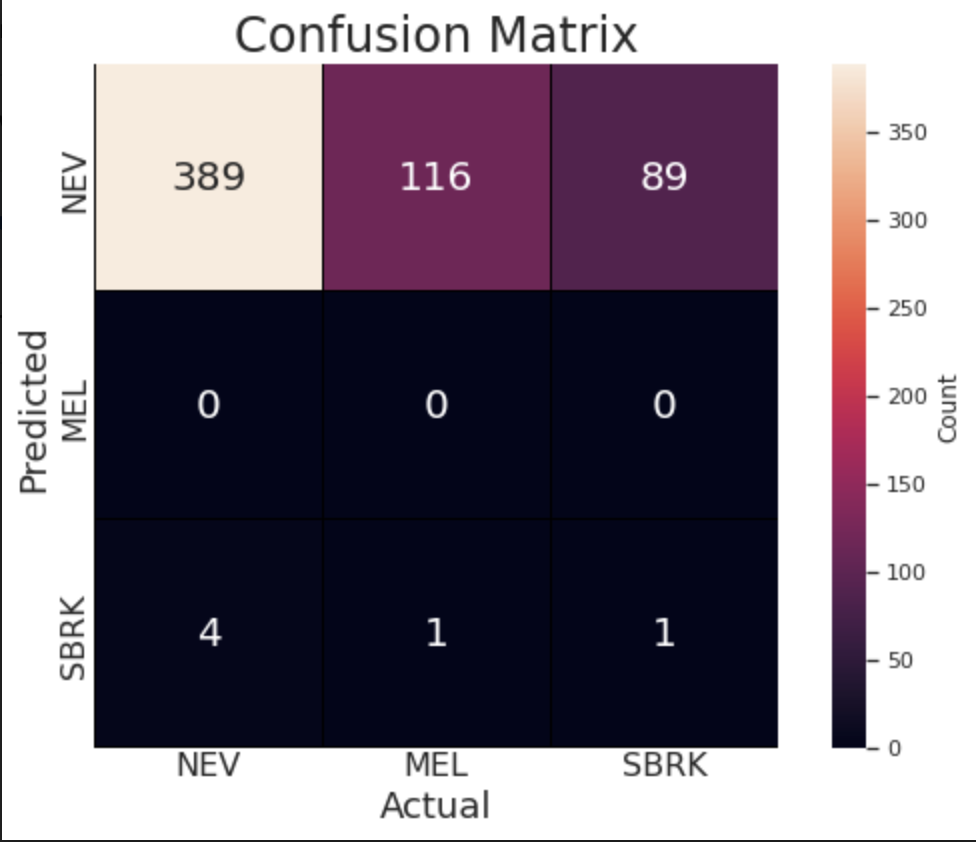 Confusion Matrix
NEV
389 116 89
MEL
0 0 0
SBRK
4 1 1
Predicted
NEV MEL SBRK
Actual
350
300
250
200
150
100
50
0
Count